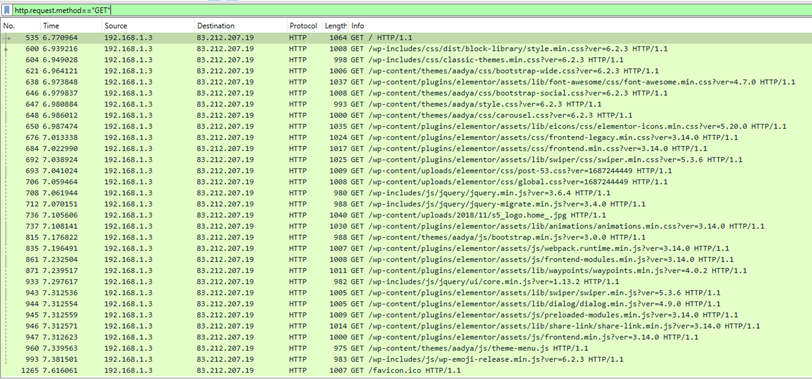 http.request.method=="GET"
No. Time Source Destination Protocol Length Info
535 6.770964 192.168.1.3 83.212.207.19 HTTP 1064 GET / HTTP/1.1
600 6.939216 192.168.1.3 83.212.207.19 HTTP 1008 GET /wp-includes/css/dist/block-library/style.min.css?ver=6.2.3 HTTP/1.1
604 6.949028 192.168.1.3 83.212.207.19 HTTP 998 GET /wp-includes/css/classic-themes.min.css?ver=6.2.3 HTTP/1.1
621 6.964121 192.168.1.3 83.212.207.19 HTTP 1006 GET /wp-content/themes/aadya/css/bootstrap-wide.css?ver=6.2.3 HTTP/1.1
638 6.973848 192.168.1.3 83.212.207.19 HTTP 1037 GET /wp-content/plugins/elementor/assets/lib/font-awesome/css/font-awesome.min.css?ver=4.7.0 HTTP/1.1
646 6.979837 192.168.1.3 83.212.207.19 HTTP 1008 GET /wp-content/themes/aadya/css/bootstrap-social.css?ver=6.2.3 HTTP/1.1
647 6.980884 192.168.1.3 83.212.207.19 HTTP 993 GET /wp-content/themes/aadya/style.css?ver=6.2.3 HTTP/1.1
648 6.986012 192.168.1.3 83.212.207.19 HTTP 1000 GET /wp-content/themes/aadya/css/carousel.css?ver=6.2.3 HTTP/1.1
650 6.987474 192.168.1.3 83.212.207.19 HTTP 1035 GET /wp-content/plugins/elementor/assets/lib/eicons/css/elementor-icons.min.css?ver=5.20.0 HTTP/1.1
676 7.013338 192.168.1.3 83.212.207.19 HTTP 1024 GET /wp-content/plugins/elementor/assets/css/frontend-legacy.min.css?ver=3.14.0 HTTP/1.1
684 7.022990 192.168.1.3 83.212.207.19 HTTP 1017 GET /wp-content/plugins/elementor/assets/css/frontend.min.css?ver=3.14.0 HTTP/1.1
692 7.038924 192.168.1.3 83.212.207.19 HTTP 1025 GET /wp-content/plugins/elementor/assets/lib/swiper/css/swiper.min.css?ver=5.3.6 HTTP/1.1
693 7.041024 192.168.1.3 83.212.207.19 HTTP 1009 GET /wp-content/uploads/elementor/css/post-53.css?ver=1687244449 HTTP/1.1
706 7.059464 192.168.1.3 83.212.207.19 HTTP 1008 GET /wp-content/uploads/elementor/css/global.css?ver=1687244449 HTTP/1.1
708 7.061944 192.168.1.3 83.212.207.19 HTTP 980 GET /wp-includes/js/jquery/jquery.min.js?ver=3.6.4 HTTP/1.1
712 7.070151 192.168.1.3 83.212.207.19 HTTP 988 GET /wp-includes/js/jquery/jquery-migrate.min.js?ver=3.4.0 HTTP/1.1
736 7.105606 192.168.1.3 83.212.207.19 HTTP 1040 GET /wp-content/uploads/2018/11/s5_logo.home_.jpg HTTP/1.1
737 7.108141 192.168.1.3 83.212.207.19 HTTP 1030 GET /wp-content/plugins/elementor/assets/lib/animations/animations.min.css?ver=3.14.0 HTTP/1.1
815 7.176822 192.168.1.3 83.212.207.19 HTTP 988 GET /wp-content/themes/aadya/js/bootstrap.min.js?ver=3.0.0 HTTP/1.1
835 7.196491 192.168.1.3 83.212.207.19 HTTP 1007 GET /wp-content/plugins/elementor/assets/js/webpack.runtime.min.js?ver=3.14.0 HTTP/1.1
861 7.232504 192.168.1.3 83.212.207.19 HTTP 1008 GET /wp-content/plugins/elementor/assets/js/frontend-modules.min.js?ver=3.14.0 HTTP/1.1
871 7.239517 192.168.1.3 83.212.207.19 HTTP 1011 GET /wp-content/plugins/elementor/assets/lib/waypoints/waypoints.min.js?ver=4.0.2 HTTP/1.1
933 7.297617 192.168.1.3 83.212.207.19 HTTP 982 GET /wp-includes/js/jquery/ui/core.min.js?ver=1.13.2 HTTP/1.1
943 7.312536 192.168.1.3 83.212.207.19 HTTP 1005 GET /wp-content/plugins/elementor/assets/lib/swiper/swiper.min.js?ver=5.3.6 HTTP/1.1
944 7.312554 192.168.1.3 83.212.207.19 HTTP 1005 GET /wp-content/plugins/elementor/assets/lib/dialog/dialog.min.js?ver=4.9.0 HTTP/1.1
945 7.312559 192.168.1.3 83.212.207.19 HTTP 1009 GET /wp-content/plugins/elementor/assets/js/preloaded-modules.min.js?ver=3.14.0 HTTP/1.1
946 7.312571 192.168.1.3 83.212.207.19 HTTP 1014 GET /wp-content/plugins/elementor/assets/lib/share-link/share-link.min.js?ver=3.14.0 HTTP/1.1
947 7.312623 192.168.1.3 83.212.207.19 HTTP 1000 GET /wp-content/plugins/elementor/assets/js/frontend.min.js?ver=3.14.0 HTTP/1.1
960 7.339563 192.168.1.3 83.212.207.19 HTTP 975 GET /wp-content/themes/aadya/js/theme-menu.js HTTP/1.1
993 7.381501 192.168.1.3 83.212.207.19 HTTP 983 GET /wp-includes/js/wp-emoji-release.min.js?ver=6.2.3 HTTP/1.1
1265 7.616061 192.168.1.3 83.212.207.19 HTTP 1007 GET /favicon.ico HTTP/1.1